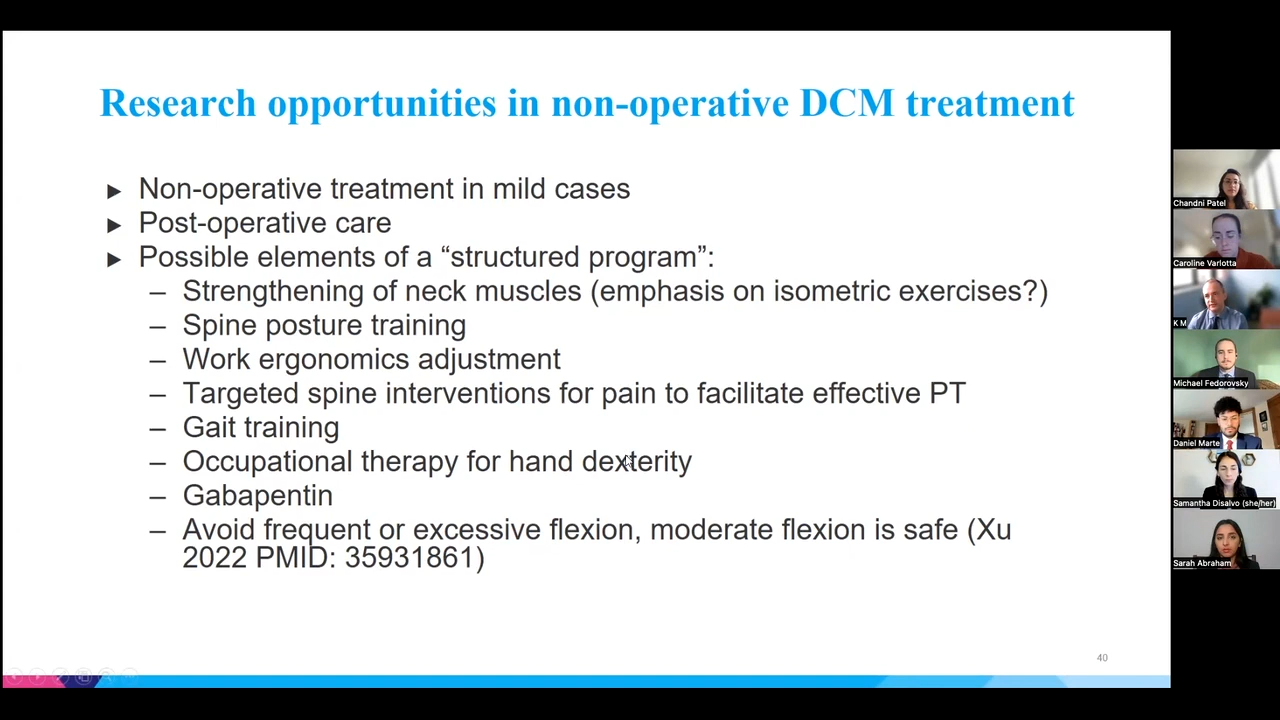 Research opportunities in non-operative DCM treatment
► Non-operative treatment in mild cases
► Post-operative care
► Possible elements of a “structured program”:
– Strengthening of neck muscles (emphasis on isometric exercises?)
– Spine posture training
– Work ergonomics adjustment
– Targeted spine interventions for pain to facilitate effective PT
– Gait training
– Occupational therapy for hand dexterity
– Gabapentin
– Avoid frequent or excessive flexion, moderate flexion is safe (Xu
2022 PMID: 35931861)
40
Chandni Patel
Caroline Varlotta
K M
Michael Fedorovsky
Daniel Marte
Samantha Disalvo (she/her)
Sarah Abraham